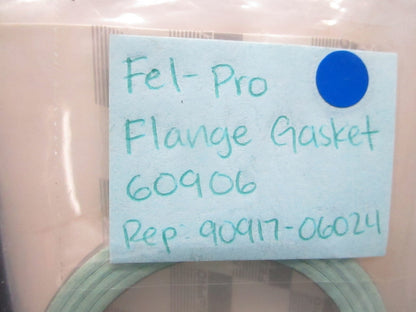 Fel-Pro
Flange Gasket
60906
Rep: 90917-06024